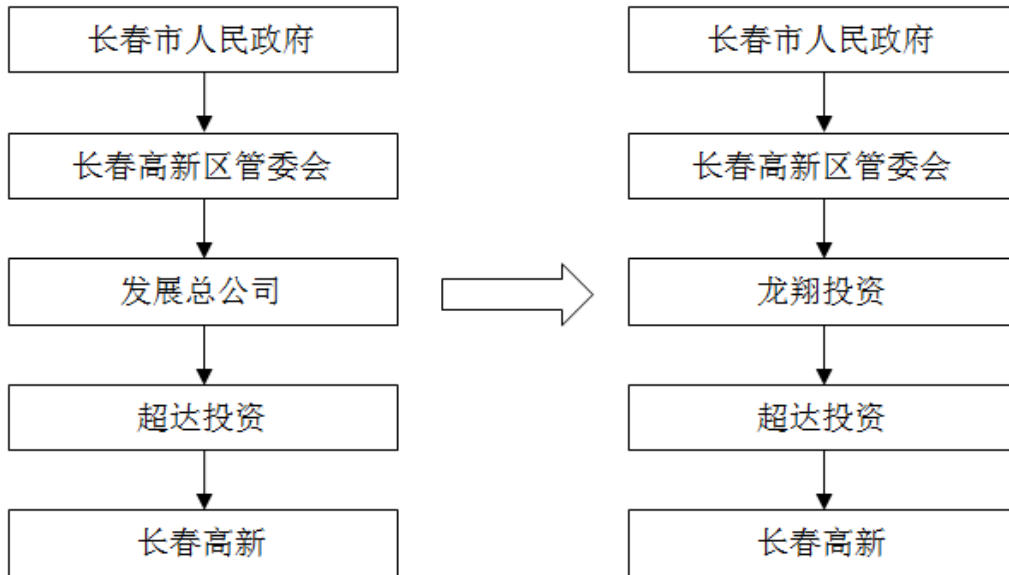 长春市人民政府
长春高新区管委会
发展总公司
超达投资
长春高新
长春市人民政府
长春高新区管委会
龙翔投资
超达投资
长春高新